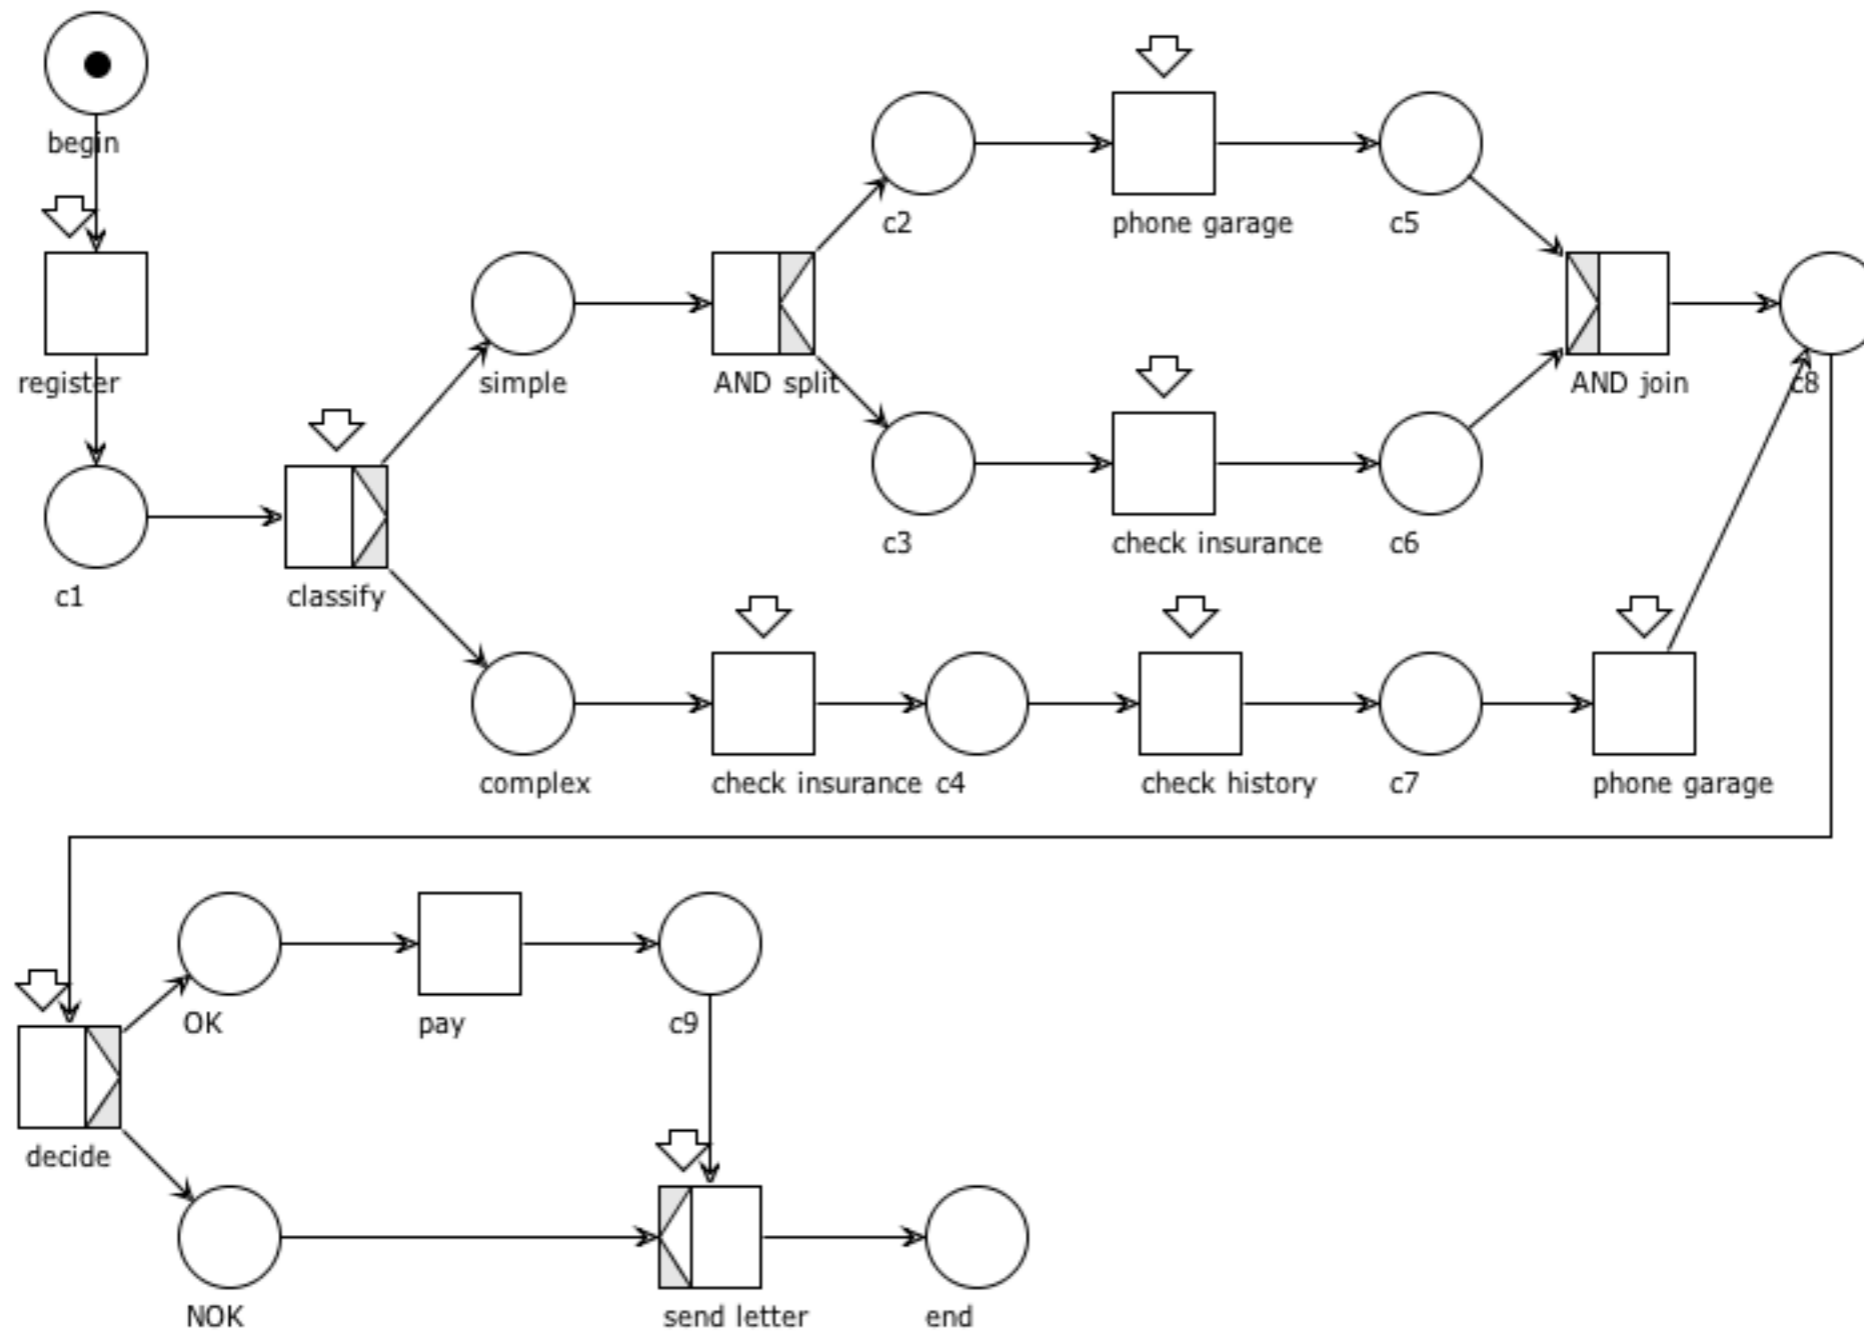 begin
c2
phone garage
c5
register
simple
AND split
AND join
c8
c3
check insurance
c6
c1
classify
complex
check insurance
c4
check history
c7
phone garage
OK
pay
c9
decide
NOK
send letter
end